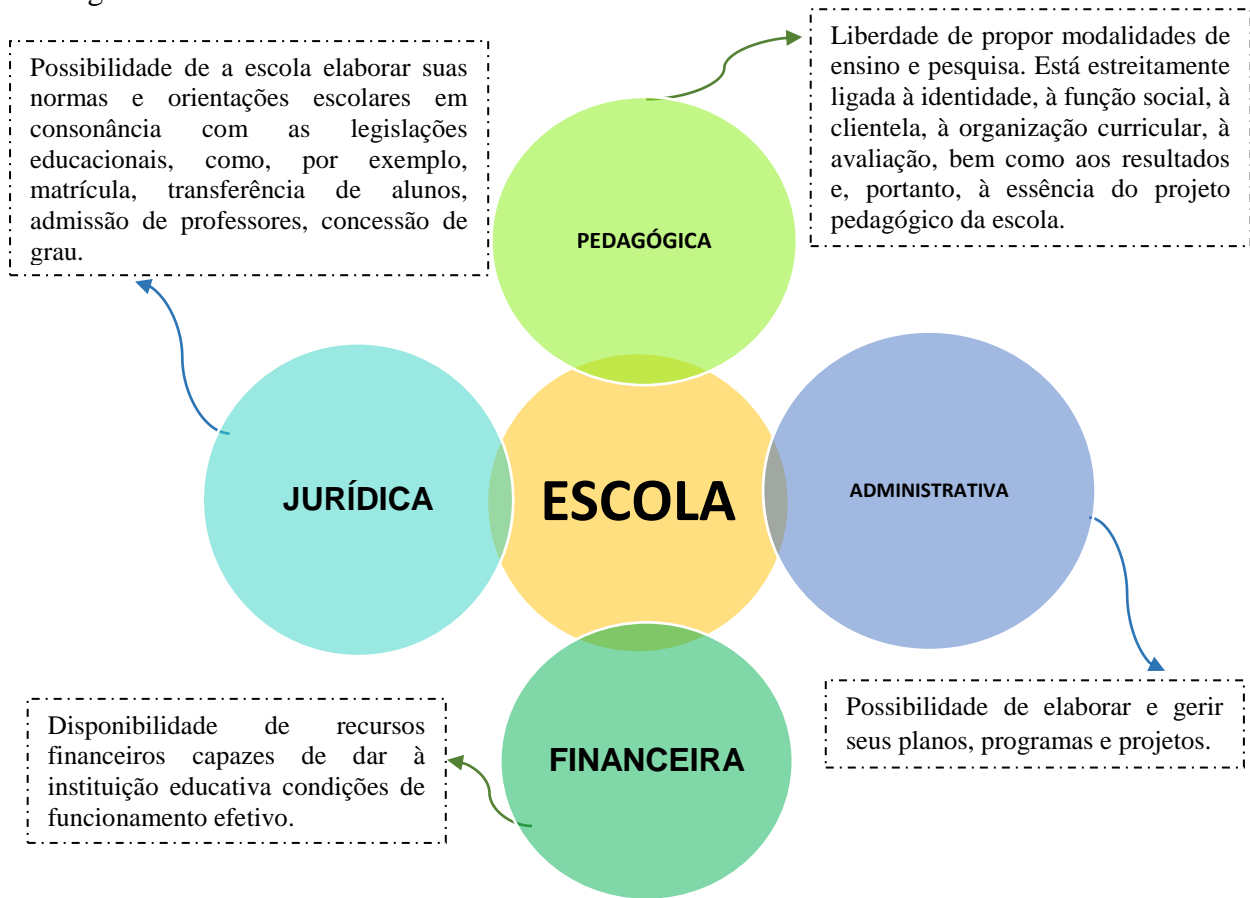 Possibilidade de a escola elaborar suas
normas e orientações escolares em
consonância com as legislações
educacionais, como, por exemplo,
matrícula, transferência de alunos,
admissão de professores, concessão de
grau.
Liberdade de propor modalidades de
ensino e pesquisa. Está estreitamente
ligada à identidade, à função social, à
clientela, à organização curricular, à
avaliação, bem como aos resultados
e, portanto, à essência do projeto
pedagógico da escola.
PEDAGÓGICA
JURÍDICA
ESCOLA
ADMINISTRATIVA
FINANCEIRA
Disponibilidade de recursos
financeiros capazes de dar à
instituição educativa condições de
funcionamento efetivo.
Possibilidade de elaborar e gerir
seus planos, programas e projetos.